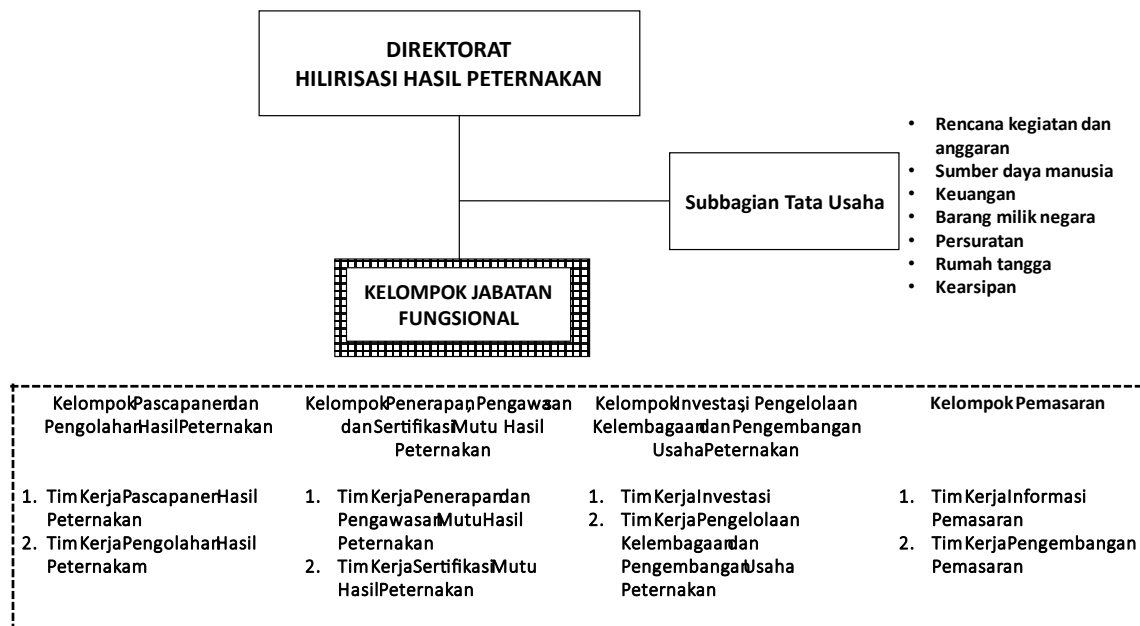 DIREKTORAT
HILIRISASI HASIL PETERNAKAN
• Rencana kegiatan dan
anggaran
• Sumber daya manusia
• Keuangan
• Barang milik negara
• Persuratan
• Rumah tangga
• Kearsipan
Subbagian Tata Usaha
KELOMPOK JABATAN
FUNGSIONAL
Kelompok Pascapanen dan
Pengolahan Hasil Peternakan
1. Tim Kerja Pascapanen Hasil
Peternakan
2. Tim Kerja Pengolahan Hasil
Peternakam
Kelompok Penerapan, Pengawasan
dan Sertifikasi Mutu Hasil
Peternakan
1. Tim Kerja Penerapan dan
Pengawasan Mutu Hasil
Peternakan
2. Tim Kerja Sertifikasi Mutu
Hasil Peternakan
Kelompok Investasi, Pengelolaan
Kelembagaan dan Pengembangan
Usaha Peternakan
1. Tim Kerja Investasi
2. Tim Kerja Pengelolaan
Kelembagaan dan
Pengembangan Usaha
Peternakan
Kelompok Pemasaran
1. Tim Kerja Informasi
Pemasaran
2. Tim Kerja Pengembangan
Pemasaran